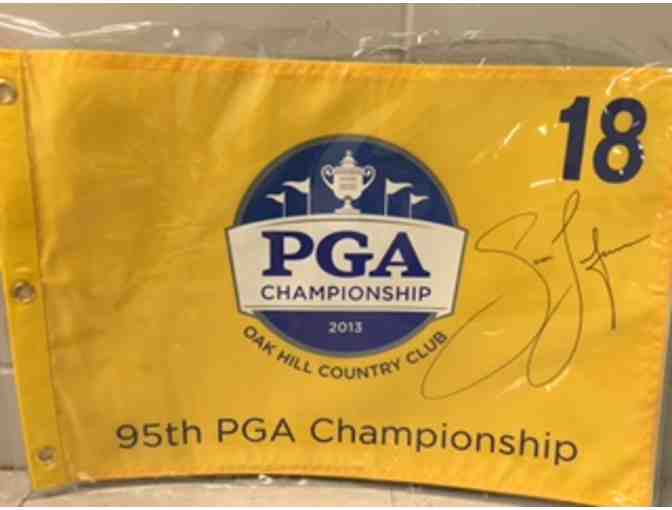 18
PGA
CHAMPIONSHIP
2013
OAK HILL COUNTRY CLUB
95th PGA Championship